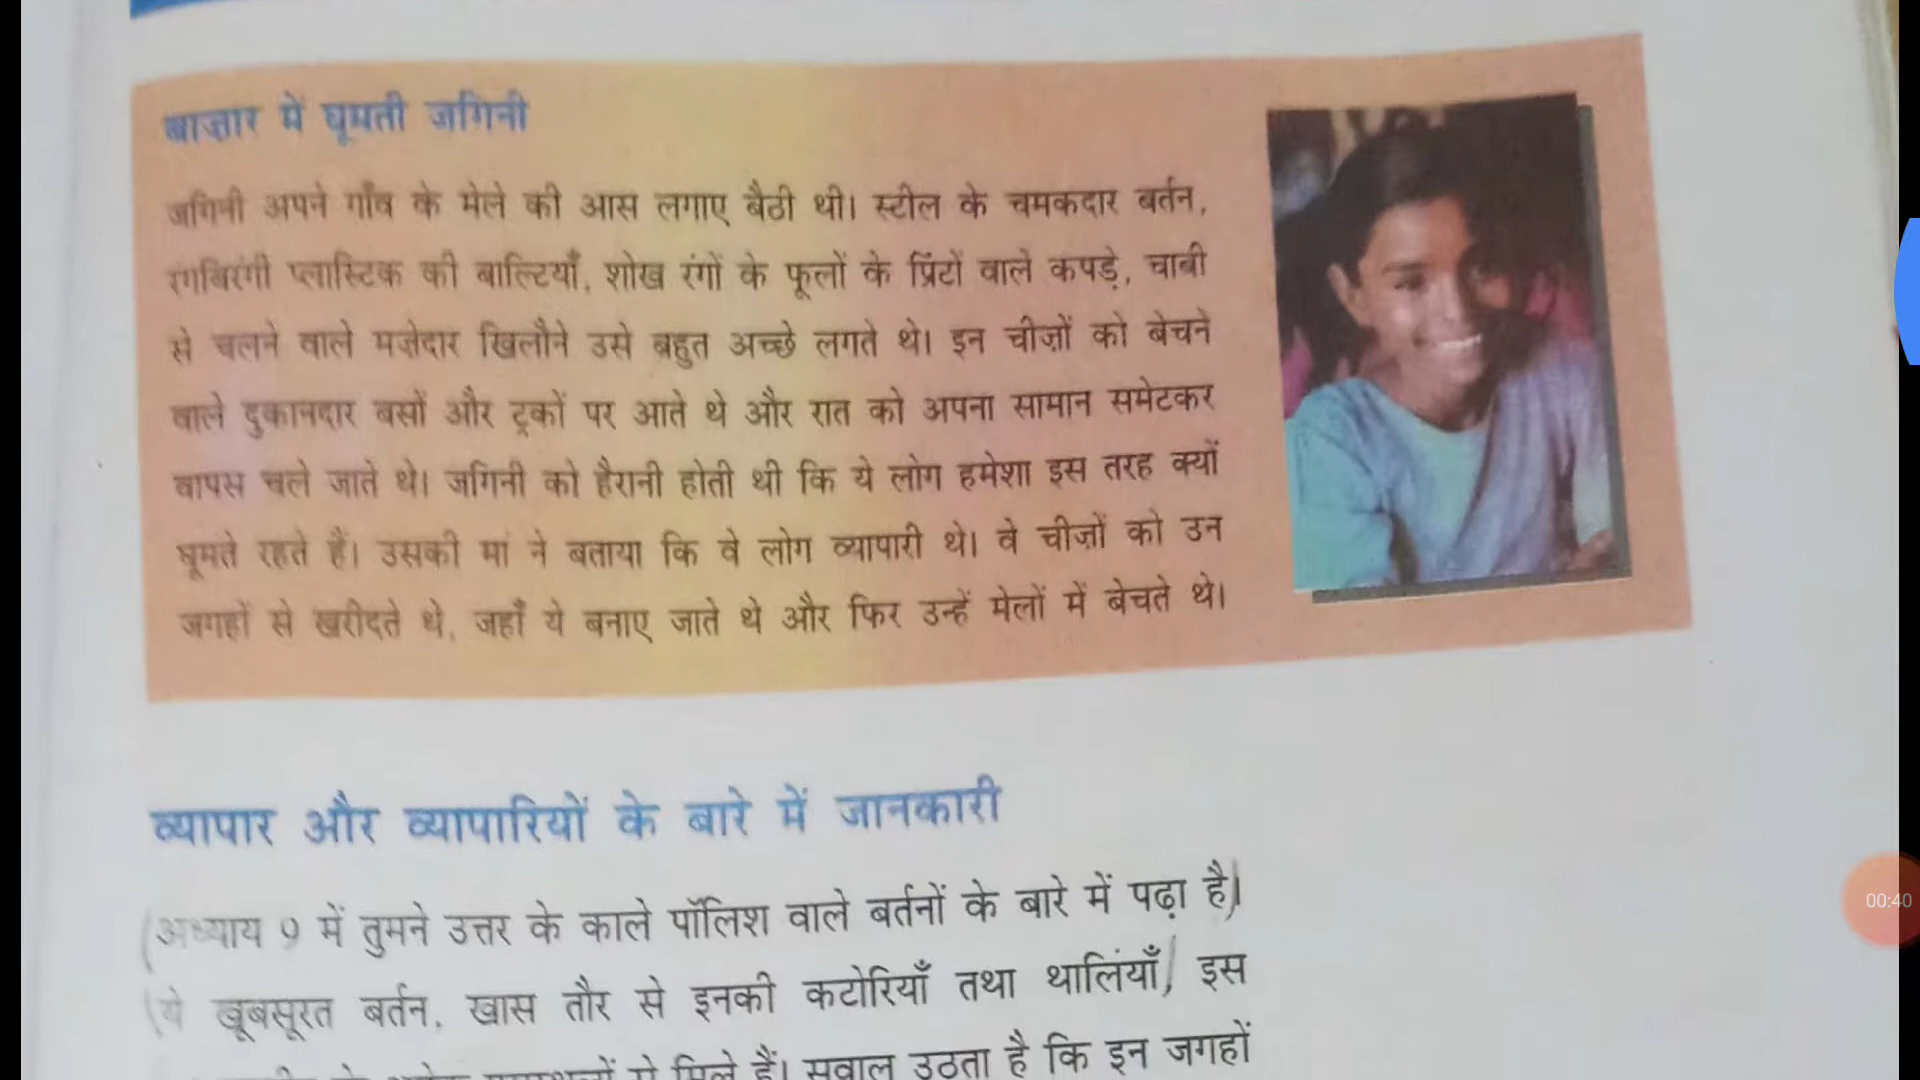 बाज़ार में घूमती जगिनी
जगिनी अपने गाँव के मेले की आस लगाए बैठी थी। स्टील के चमकदार बर्तन,
रंगबिरंगी प्लास्टिक की बाल्टियाँ, शोख रंगों के फूलों के प्रिंटों वाले कपड़े, चाबी
से चलने वाले मज़ेदार खिलौने उसे बहुत अच्छे लगते थे। इन चीज़ों को बेचने
वाले दुकानदार बसों और ट्रकों पर आते थे और रात को अपना सामान समेटकर
वापस चले जाते थे। जगिनी को हैरानी होती थी कि ये लोग हमेशा इस तरह क्यों
घूमते रहते हैं। उसकी मां ने बताया कि वे लोग व्यापारी थे। वे चीज़ों को उन
जगहों से खरीदते थे, जहाँ ये बनाए जाते थे और फिर उन्हें मेलों में बेचते थे।
व्यापार और व्यापारियों के बारे में जानकारी
(अध्याय 9 में तुमने उत्तर के काले पॉलिश वाले बर्तनों के बारे में पढ़ा है)।
(ये खूबसूरत बर्तन, खास तौर से इनकी कटोरियाँ तथा थालियाँ) इस
मिले हैं। सवाल उठता है कि इन जगहों
00:40